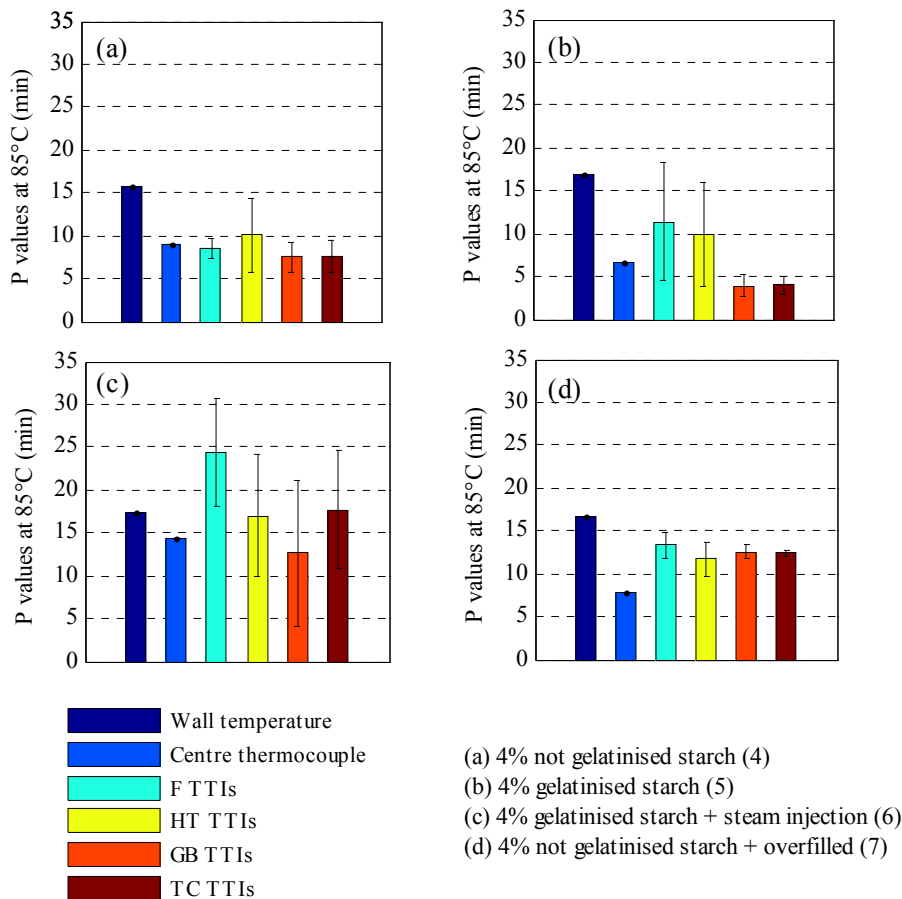 (a)
P values at 85°C (min)
35
30
25
20
15
10
5
0
(b)
P values at 85°C (min)
35
30
25
20
15
10
5
0
(c)
P values at 85°C (min)
35
30
25
20
15
10
5
0
(d)
P values at 85°C (min)
35
30
25
20
15
10
5
0
Wall temperature
Centre thermocouple
F TTIs
HT TTIs
GB TTIs
TC TTIs
(a) 4% not gelatinised starch (4)
(b) 4% gelatinised starch (5)
(c) 4% gelatinised starch + steam injection (6)
(d) 4% not gelatinised starch + overfilled (7)